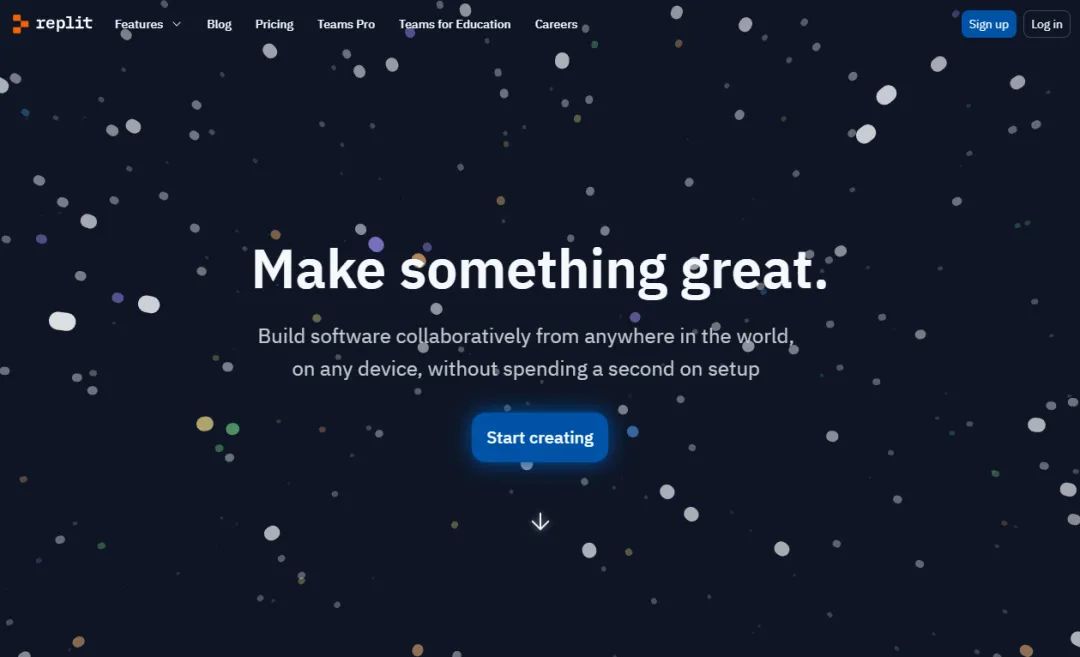 replit Features Blog Pricing Teams Pro Teams for Education Careers Sign up Log in
Make something great.
Build software collaboratively from anywhere in the world,
on any device, without spending a second on setup
Start creating